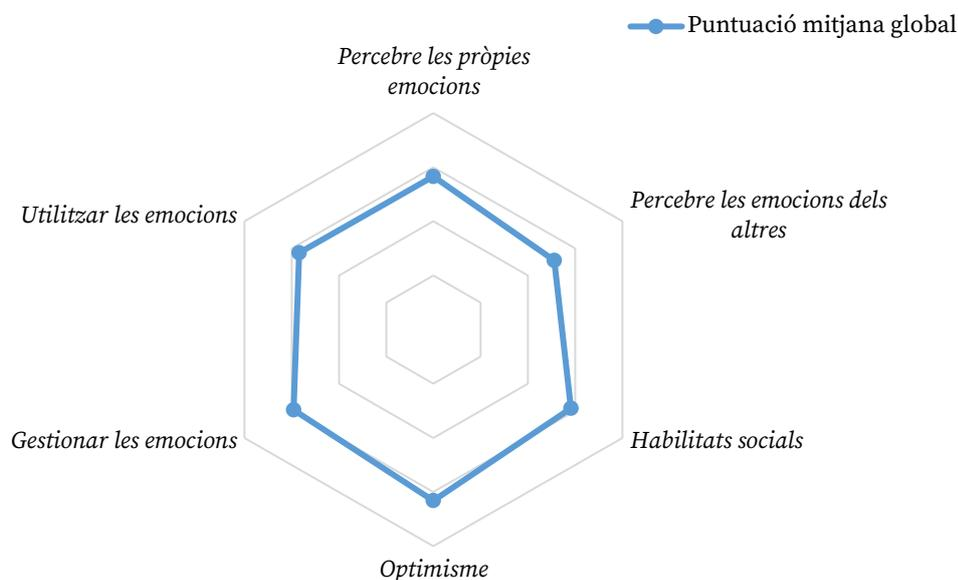 Puntuació mitjana global
Percebre les pròpies
emocions
Percebre les emocions dels
altres
Utilitzar les emocions
Gestionar les emocions
Habilitats socials
Optimisme